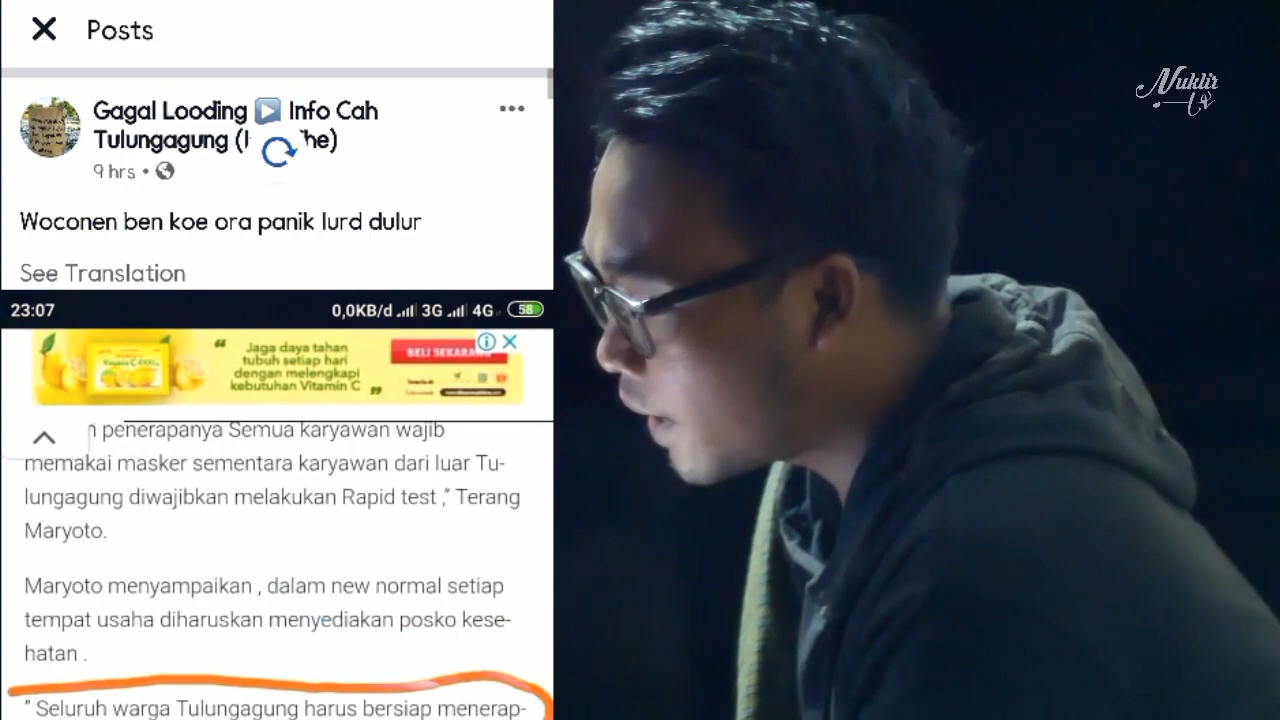 Posts
Gagal Looding ▶ Info Cah
Tulungagung (
he)
9 hrs
Woconen ben koe ora panik lurd dulur
See Translation
23:07 0,0KB/d 3G 4G 58
Jaga daya tahan
tubuh setiap hari
dengan melengkapi
kebutuhan Vitamin C
BELI SEKARANG
n penerapanya Semua karyawan wajib
memakai masker sementara karyawan dari luar Tu-
lungagung diwajibkan melakukan Rapid test ,” Terang
Maryoto.
Maryoto menyampaikan , dalam new normal setiap
tempat usaha diharuskan menyediakan posko kese-
hatan .
” Seluruh warga Tulungagung harus bersiap menerap-
Nuklir